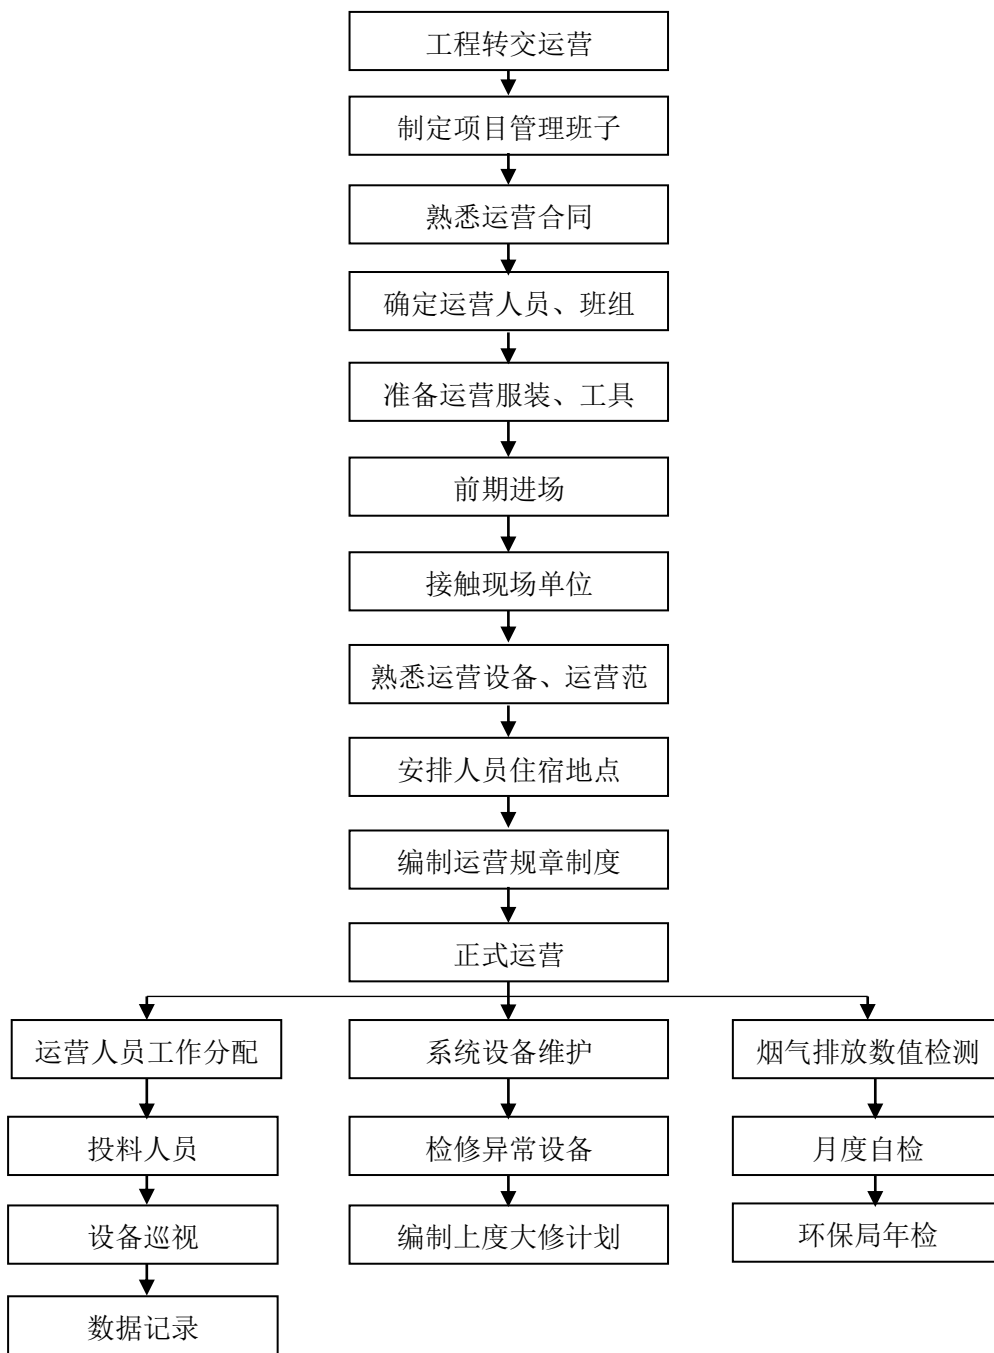 工程转交运营
制定项目管理班子
熟悉运营合同
确定运营人员、班组
准备运营服装、工具
前期进场
接触现场单位
熟悉运营设备、运营范
安排人员住宿地点
编制运营规章制度
正式运营
运营人员工作分配
系统设备维护
烟气排放数值检测
投料人员
检修异常设备
月度自检
设备巡视
编制上度大修计划
环保局年检
数据记录